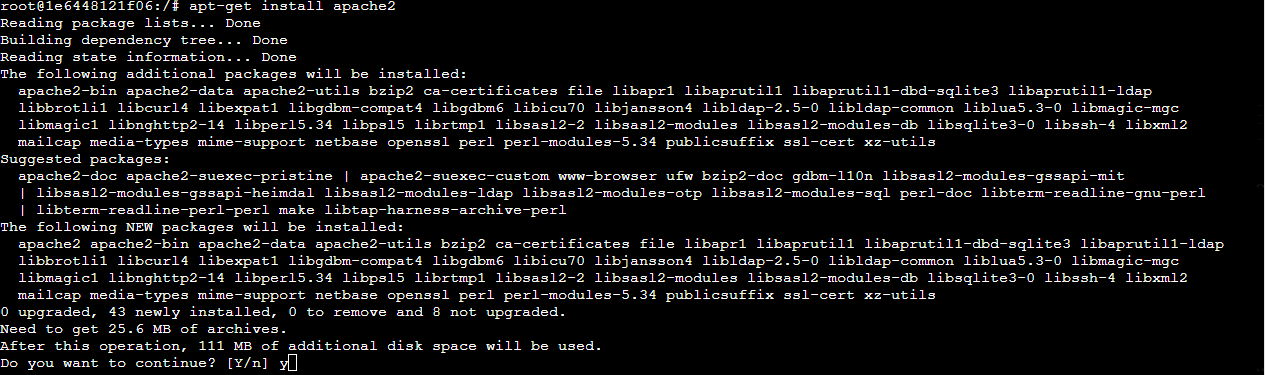 root@1e6448121f06:/# apt-get install apache2
Reading package lists... Done
Building dependency tree... Done
Reading state information... Done
The following additional packages will be installed:
  apache2-bin apache2-data apache2-utils bzip2 ca-certificates file libapr1 libaprutil1 libaprutil1-dbd-sqlite3 libaprutil1-ldap
  libbrotli1 libcurl4 libexpat1 libgdbm-compat4 libgdbm6 libicu70 libjansson4 libldap-2.5-0 libldap-common liblua5.3-0 libmagic-mgc
  libmagic1 libnghttp2-14 libperl5.34 libpsl5 librtmp1 libsasl2-2 libsasl2-modules libsasl2-modules-db libsqlite3-0 libssh-4 libxml2
  mailcap media-types mime-support netbase openssl perl perl-modules-5.34 publicsuffix ssl-cert xz-utils
Suggested packages:
  apache2-doc apache2-suexec-pristine | apache2-suexec-custom www-browser ufw bzip2-doc gdbm-l10n libsasl2-modules-gssapi-mit
  | libsasl2-modules-gssapi-heimdal libsasl2-modules-ldap libsasl2-modules-otp libsasl2-modules-sql perl-doc libterm-readline-gnu-perl
  | libterm-readline-perl-perl make libtap-harness-archive-perl
The following NEW packages will be installed:
  apache2 apache2-bin apache2-data apache2-utils bzip2 ca-certificates file libapr1 libaprutil1 libaprutil1-dbd-sqlite3 libaprutil1-ldap
  libbrotli1 libcurl4 libexpat1 libgdbm-compat4 libgdbm6 libicu70 libjansson4 libldap-2.5-0 libldap-common liblua5.3-0 libmagic-mgc
  libmagic1 libnghttp2-14 libperl5.34 libpsl5 librtmp1 libsasl2-2 libsasl2-modules libsasl2-modules-db libsqlite3-0 libssh-4 libxml2
  mailcap media-types mime-support netbase openssl perl perl-modules-5.34 publicsuffix ssl-cert xz-utils
0 upgraded, 43 newly installed, 0 to remove and 8 not upgraded.
Need to get 25.6 MB of archives.
After this operation, 111 MB of additional disk space will be used.
Do you want to continue? [Y/n] y